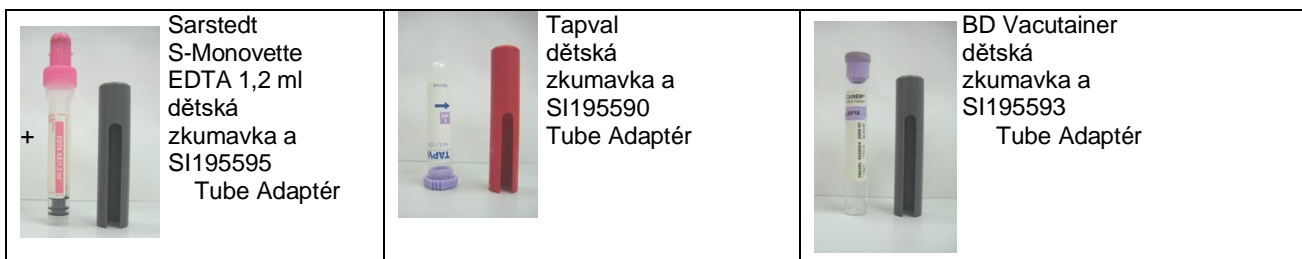 Sarstedt
S-Monovette
EDTA 1,2 ml
dětská
zkumavka a
+
SI195595
Tube Adaptér
Tapval
dětská
zkumavka a
SI195590
Tube Adaptér
BD Vacutainer
dětská
zkumavka a
SI195593
Tube Adaptér